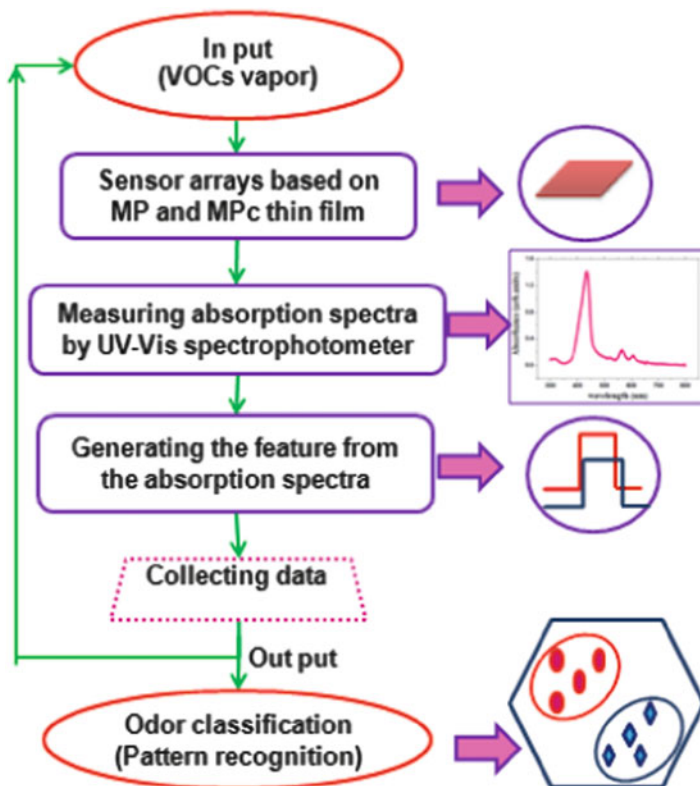 In put
(VOCs vapor)
Sensor arrays based on
MP and MPc thin film
Measuring absorption spectra
by UV-Vis spectrophotometer
wavelength (nm)
Generating the feature from
the absorption spectra
Collecting data
Out put
Odor classification
(Pattern recognition)